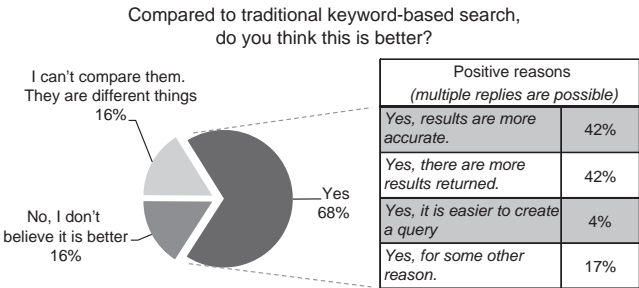 Compared to traditional keyword-based search,
do you think this is better?
I can't compare them.
They are different things
16%
No, I don't
believe it is better
16%
Yes
68%
Positive reasons
(multiple replies are possible)
Yes, results are more
accurate.
42%
Yes, there are more
results returned.
42%
Yes, it is easier to create
a query
4%
Yes, for some other
reason.
17%